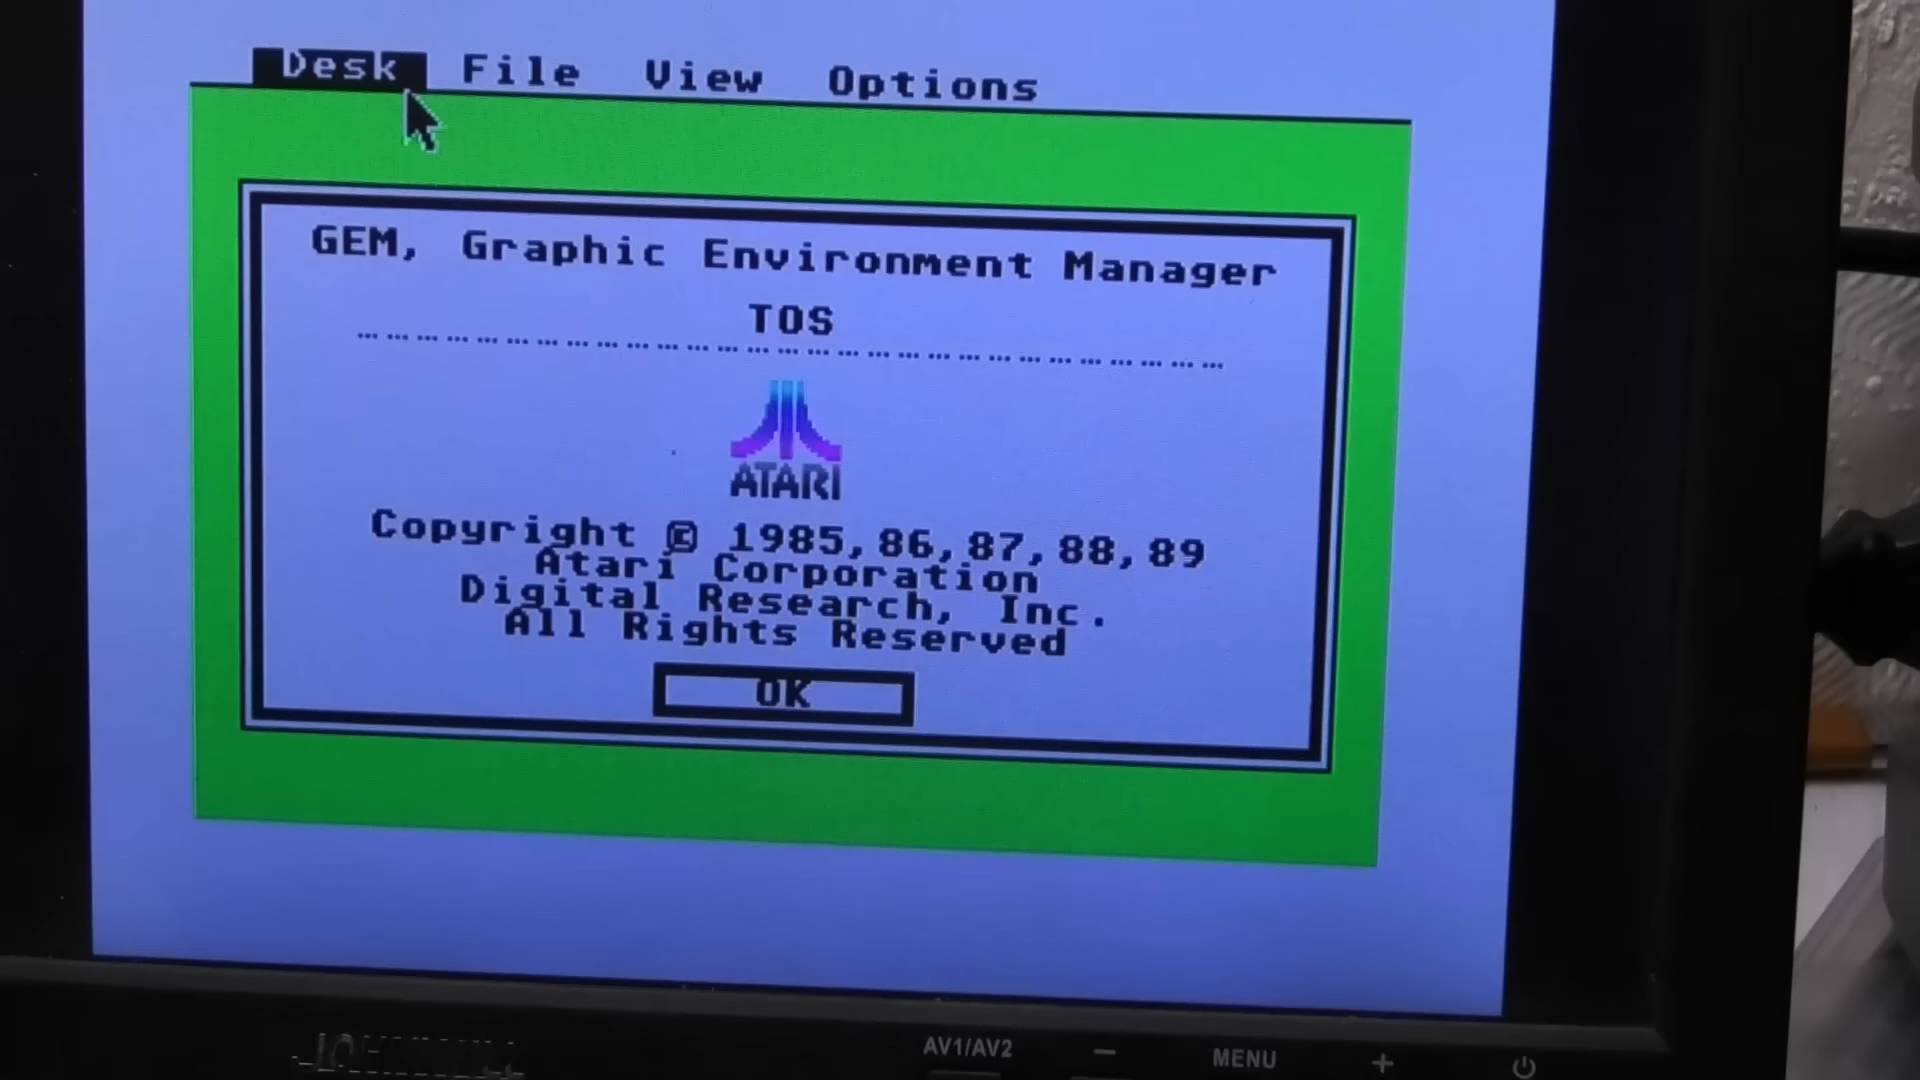 Desk File View Options
GEM, Graphic Environment Manager
TOS
ATARI
Copyright © 1985,86,87,88,89
Atari Corporation
Digital Research, Inc.
All Rights Reserved
OK
AV1/AV2 − MENU +